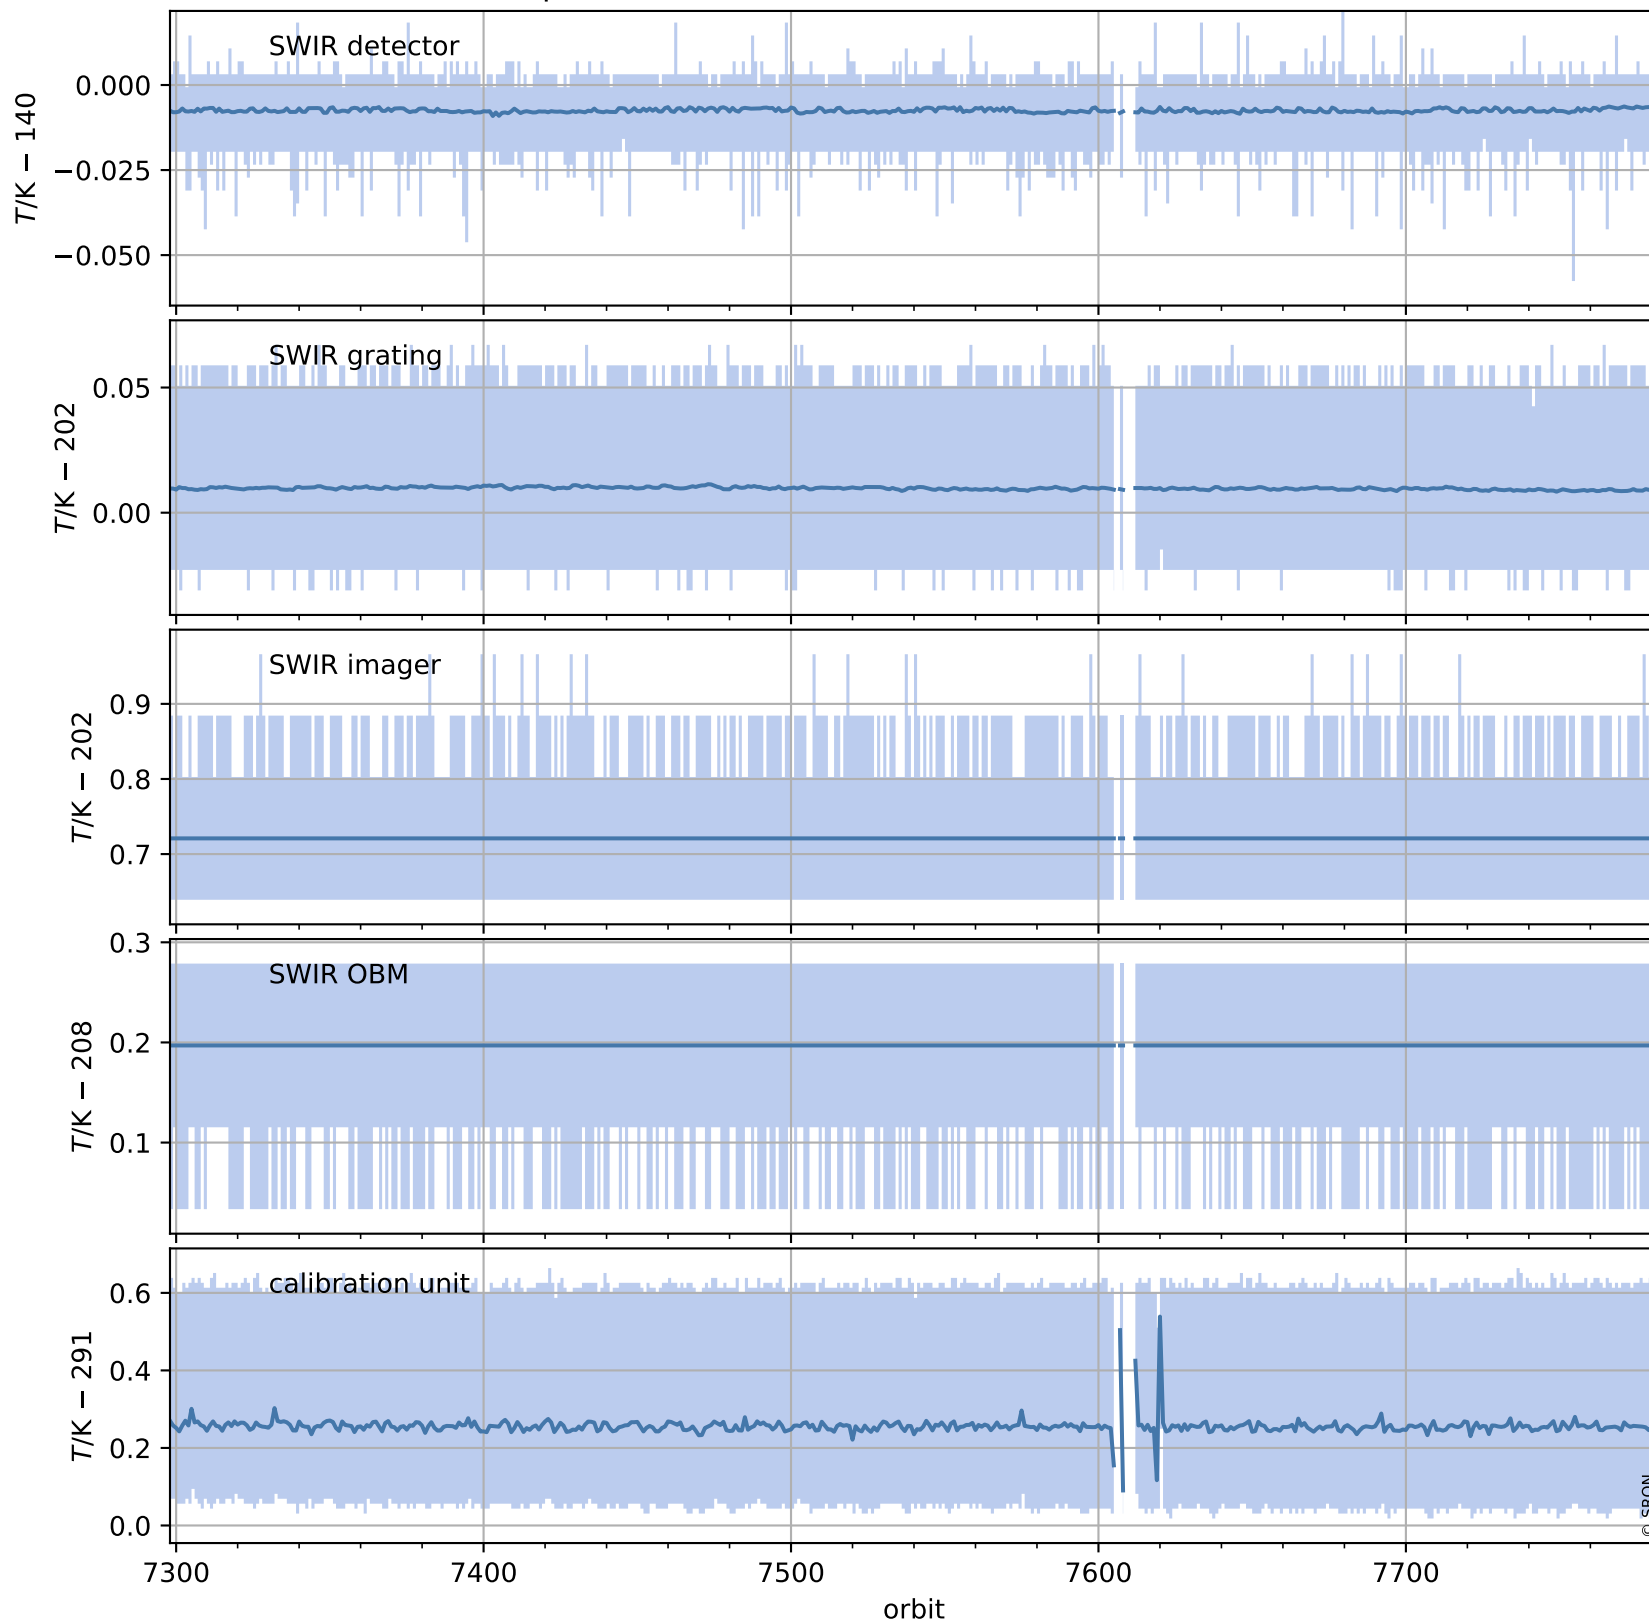 SWIR detector
0.000
−0.025
−0.050
T/K − 140
SWIR grating
0.05
0.00
T/K − 202
SWIR imager
0.9
0.8
0.7
T/K − 202
SWIR OBM
0.3
0.2
0.1
T/K − 208
calibration unit
0.6
0.4
0.2
0.0
T/K − 291
© SRON
7300 7400 7500 7600 7700
orbit